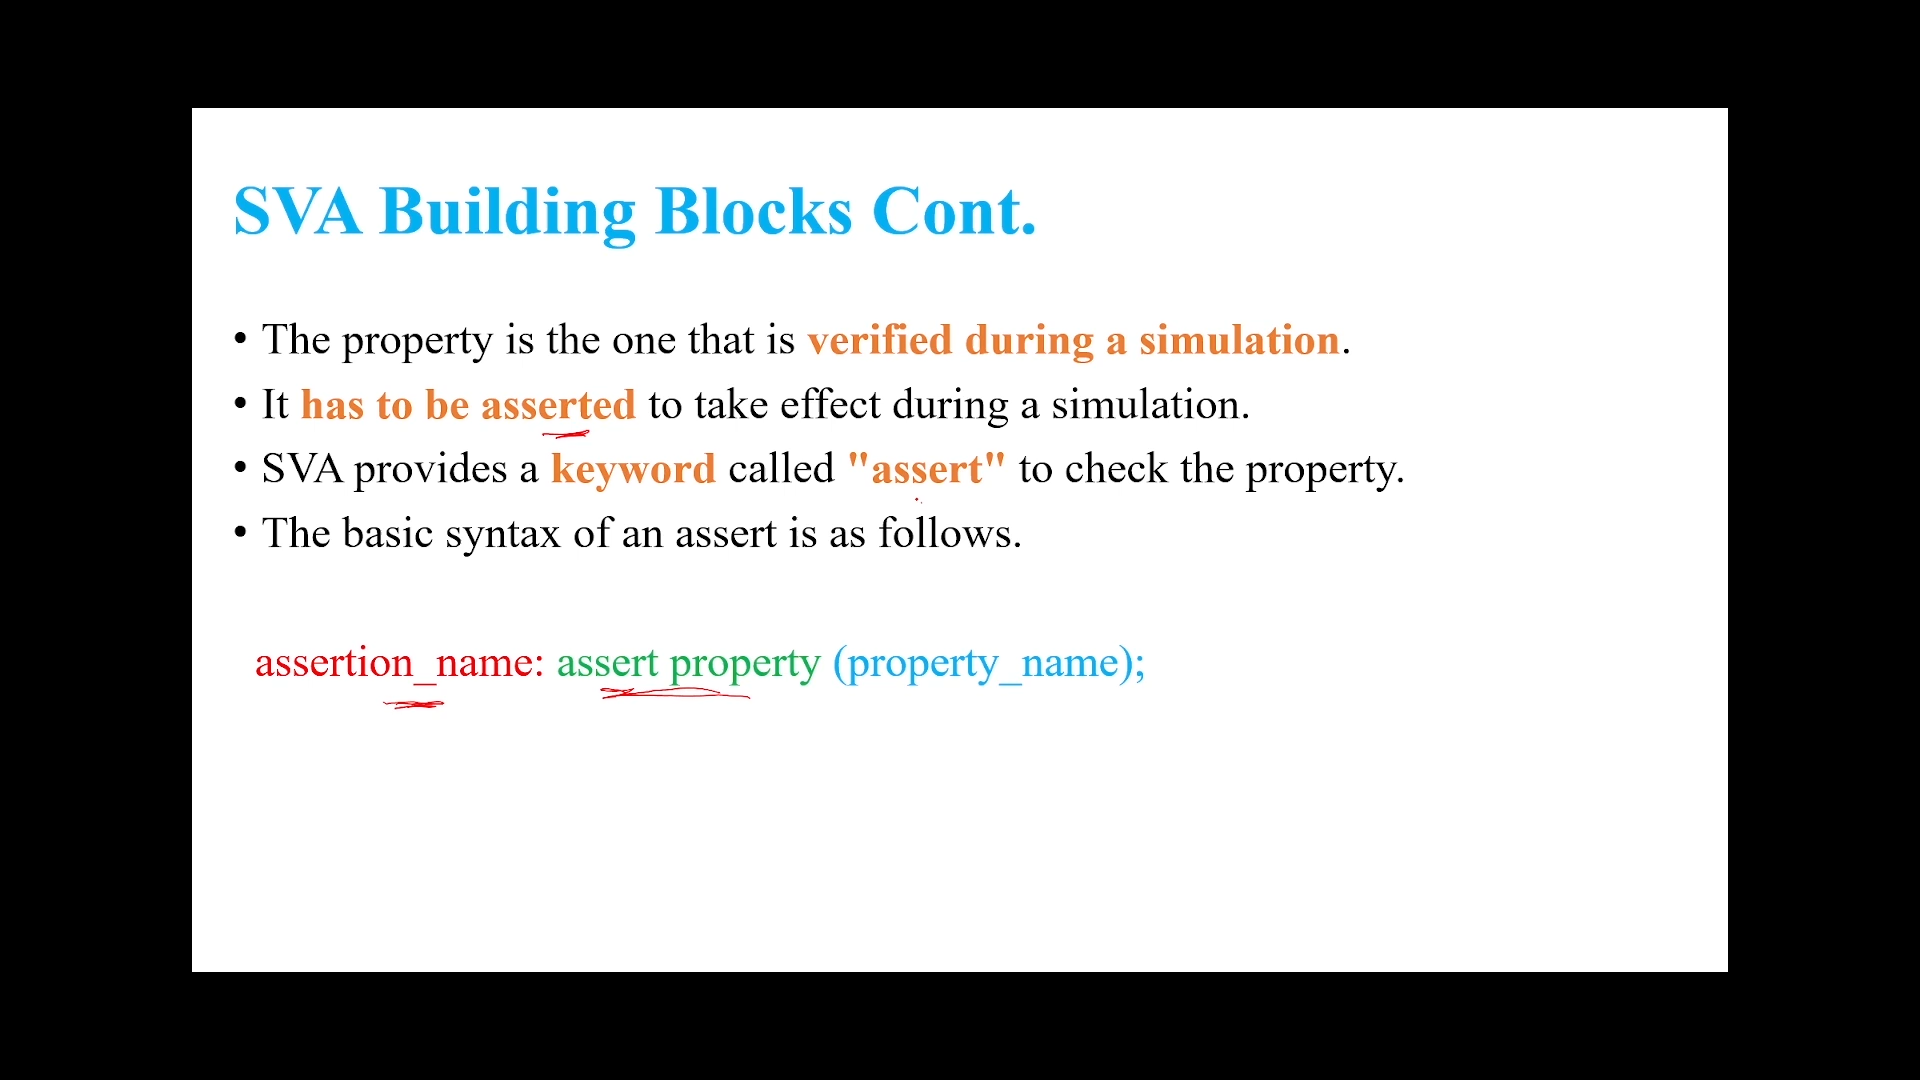 SVA Building Blocks Cont.
• The property is the one that is verified during a simulation.
• It has to be asserted to take effect during a simulation.
• SVA provides a keyword called "assert" to check the property.
• The basic syntax of an assert is as follows.
assertion_name: assert property (property_name);